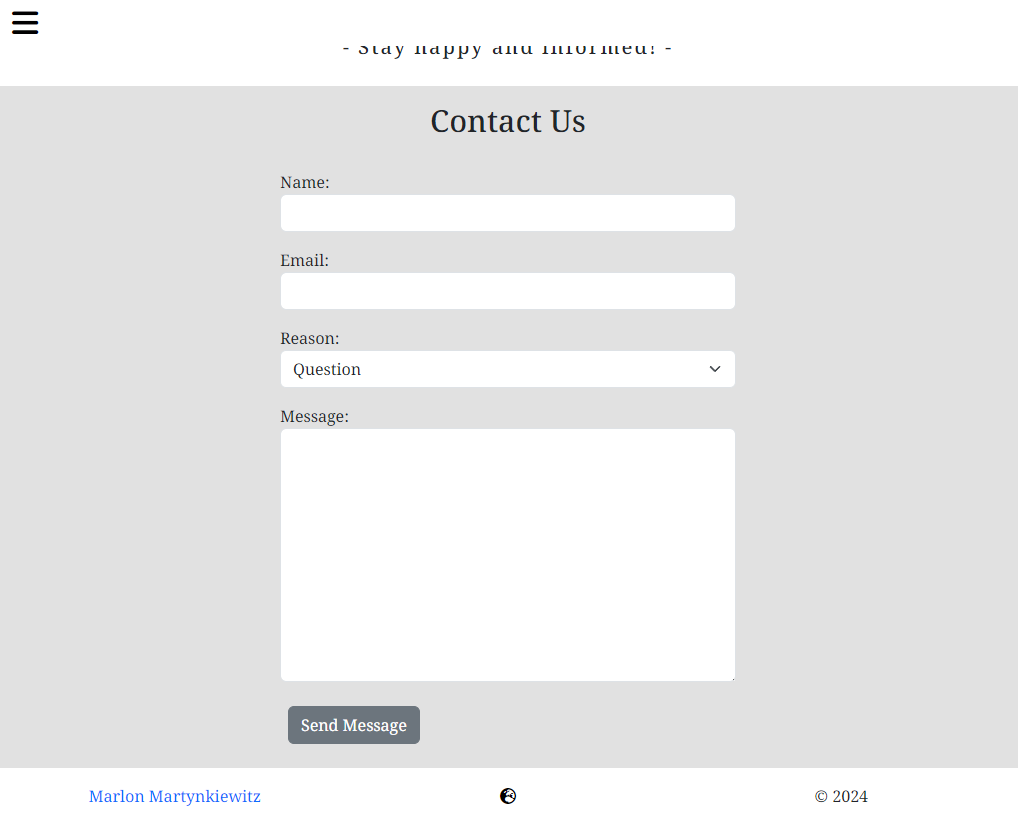 - Stay happy and informed! -
Contact Us
Name:
Email:
Reason:
Question
Message:
Send Message
Marlon Martynkiewitz
© 2024